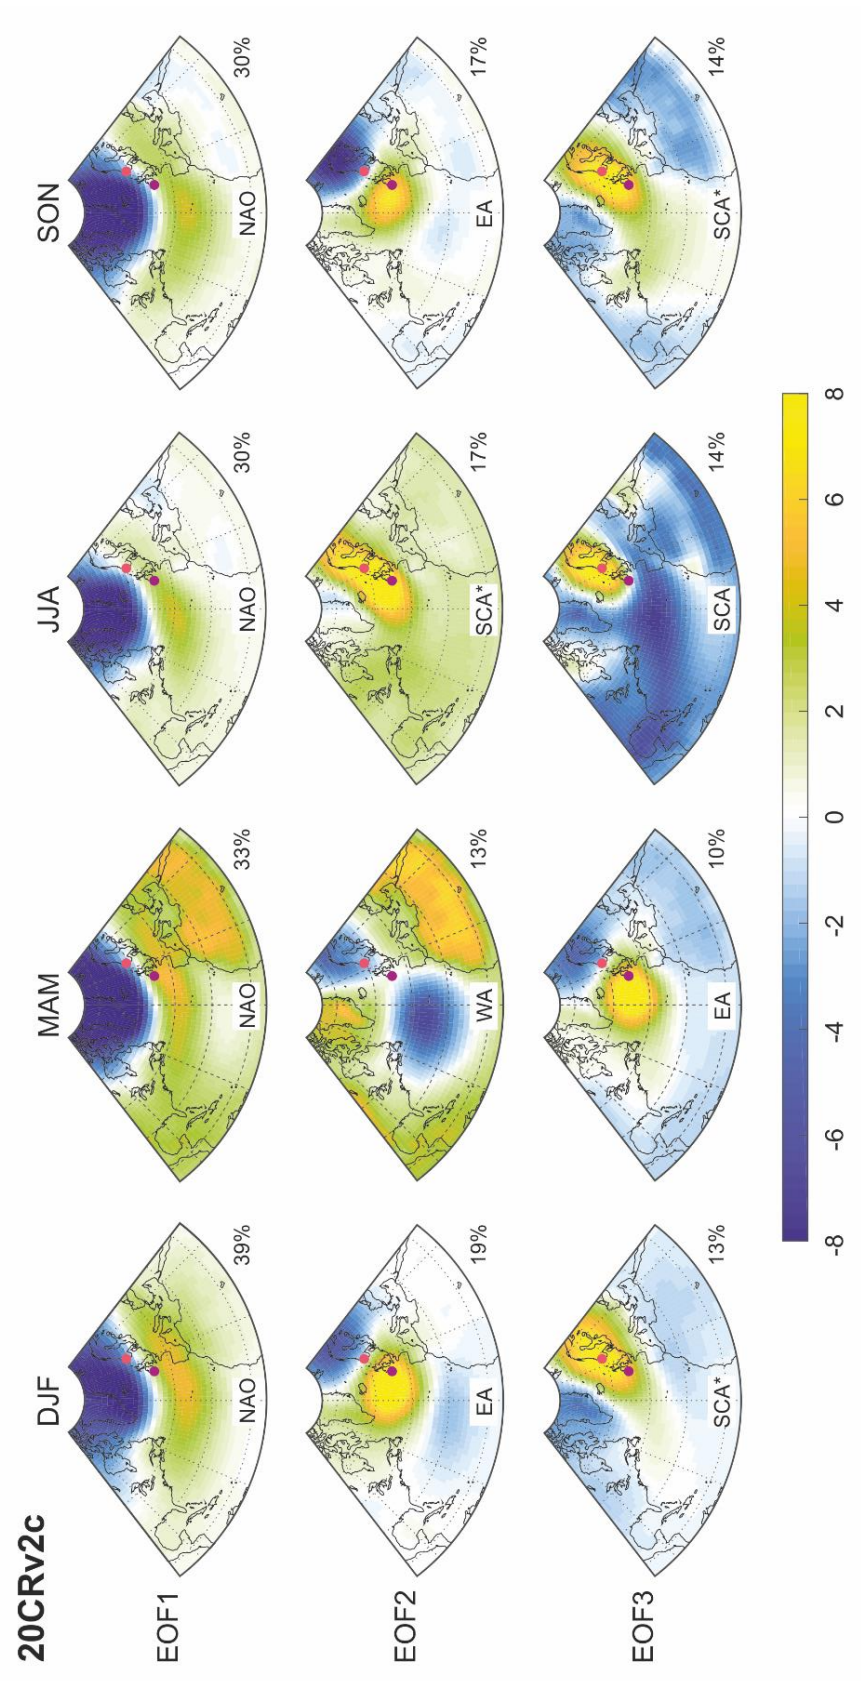 20CRv2c
DJF MAM JJA SON
EOF1
NAO 39% NAO 33% NAO 30% NAO 30%
EOF2
EA 19% WA 13% SCA* 17% EA 17%
EOF3
SCA* 13% EA 10% SCA 14% SCA* 14%
-8 -6 -4 -2 0 2 4 6 8